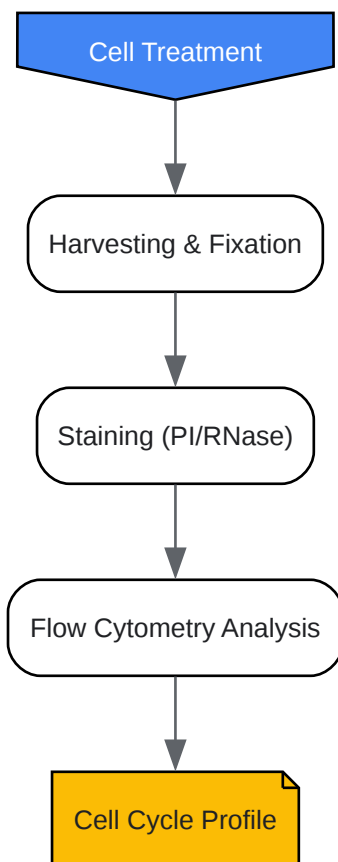 Cell Treatment
Harvesting & Fixation
Staining (PI/RNase)
Flow Cytometry Analysis
Cell Cycle Profile